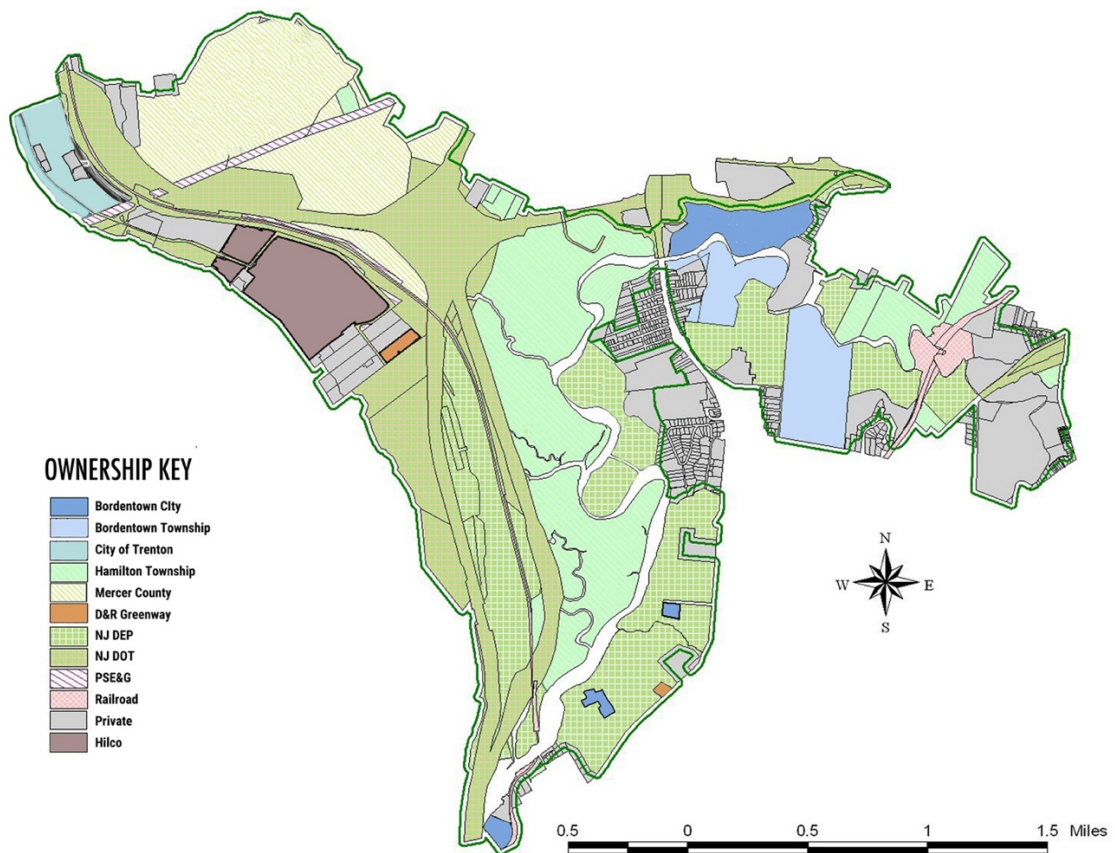 OWNERSHIP KEY
Bordentown CIty
Bordentown Township
City of Trenton
Hamilton Township
Mercer County
D&R Greenway
NJ DEP
NJ DOT
PSE&G
Railroad
Private
Hilco
N
W E
S
0.5 0 0.5 1 1.5 Miles